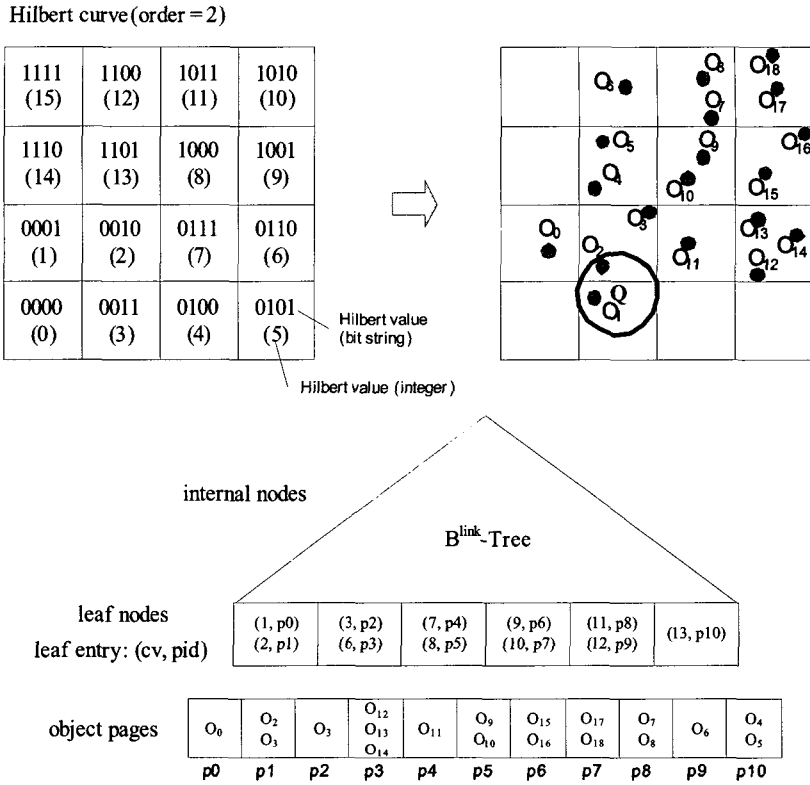 Hilbert curve (order = 2)
1111 1100 1011 1010
(15) (12) (11) (10)
1110 1101 1000 1001
(14) (13) (8) (9)
0001 0010 0111 0110
(1) (2) (7) (6)
0000 0011 0100 0101
(0) (3) (4) (5)
Hilbert value
(bit string)
Hilbert value (integer)
O8 O18
O6
O7 O17
O5 O9 O16
O4
O10 O15
O3
O0 O13
O2 O14
O11 O12
Q
O1
internal nodes
Blink-Tree
leaf nodes
leaf entry: (cv, pid)
(1, p0) (3, p2) (7, p4) (9, p6) (11, p8)
(2, p1) (6, p3) (8, p5) (10, p7) (12, p9)
(13, p10)
object pages
O0
O2
O3
O3
O12
O13
O14
O11
O9
O10
O15
O16
O17
O18
O7
O8
O6
O4
O5
p0 p1 p2 p3 p4 p5 p6 p7 p8 p9 p10